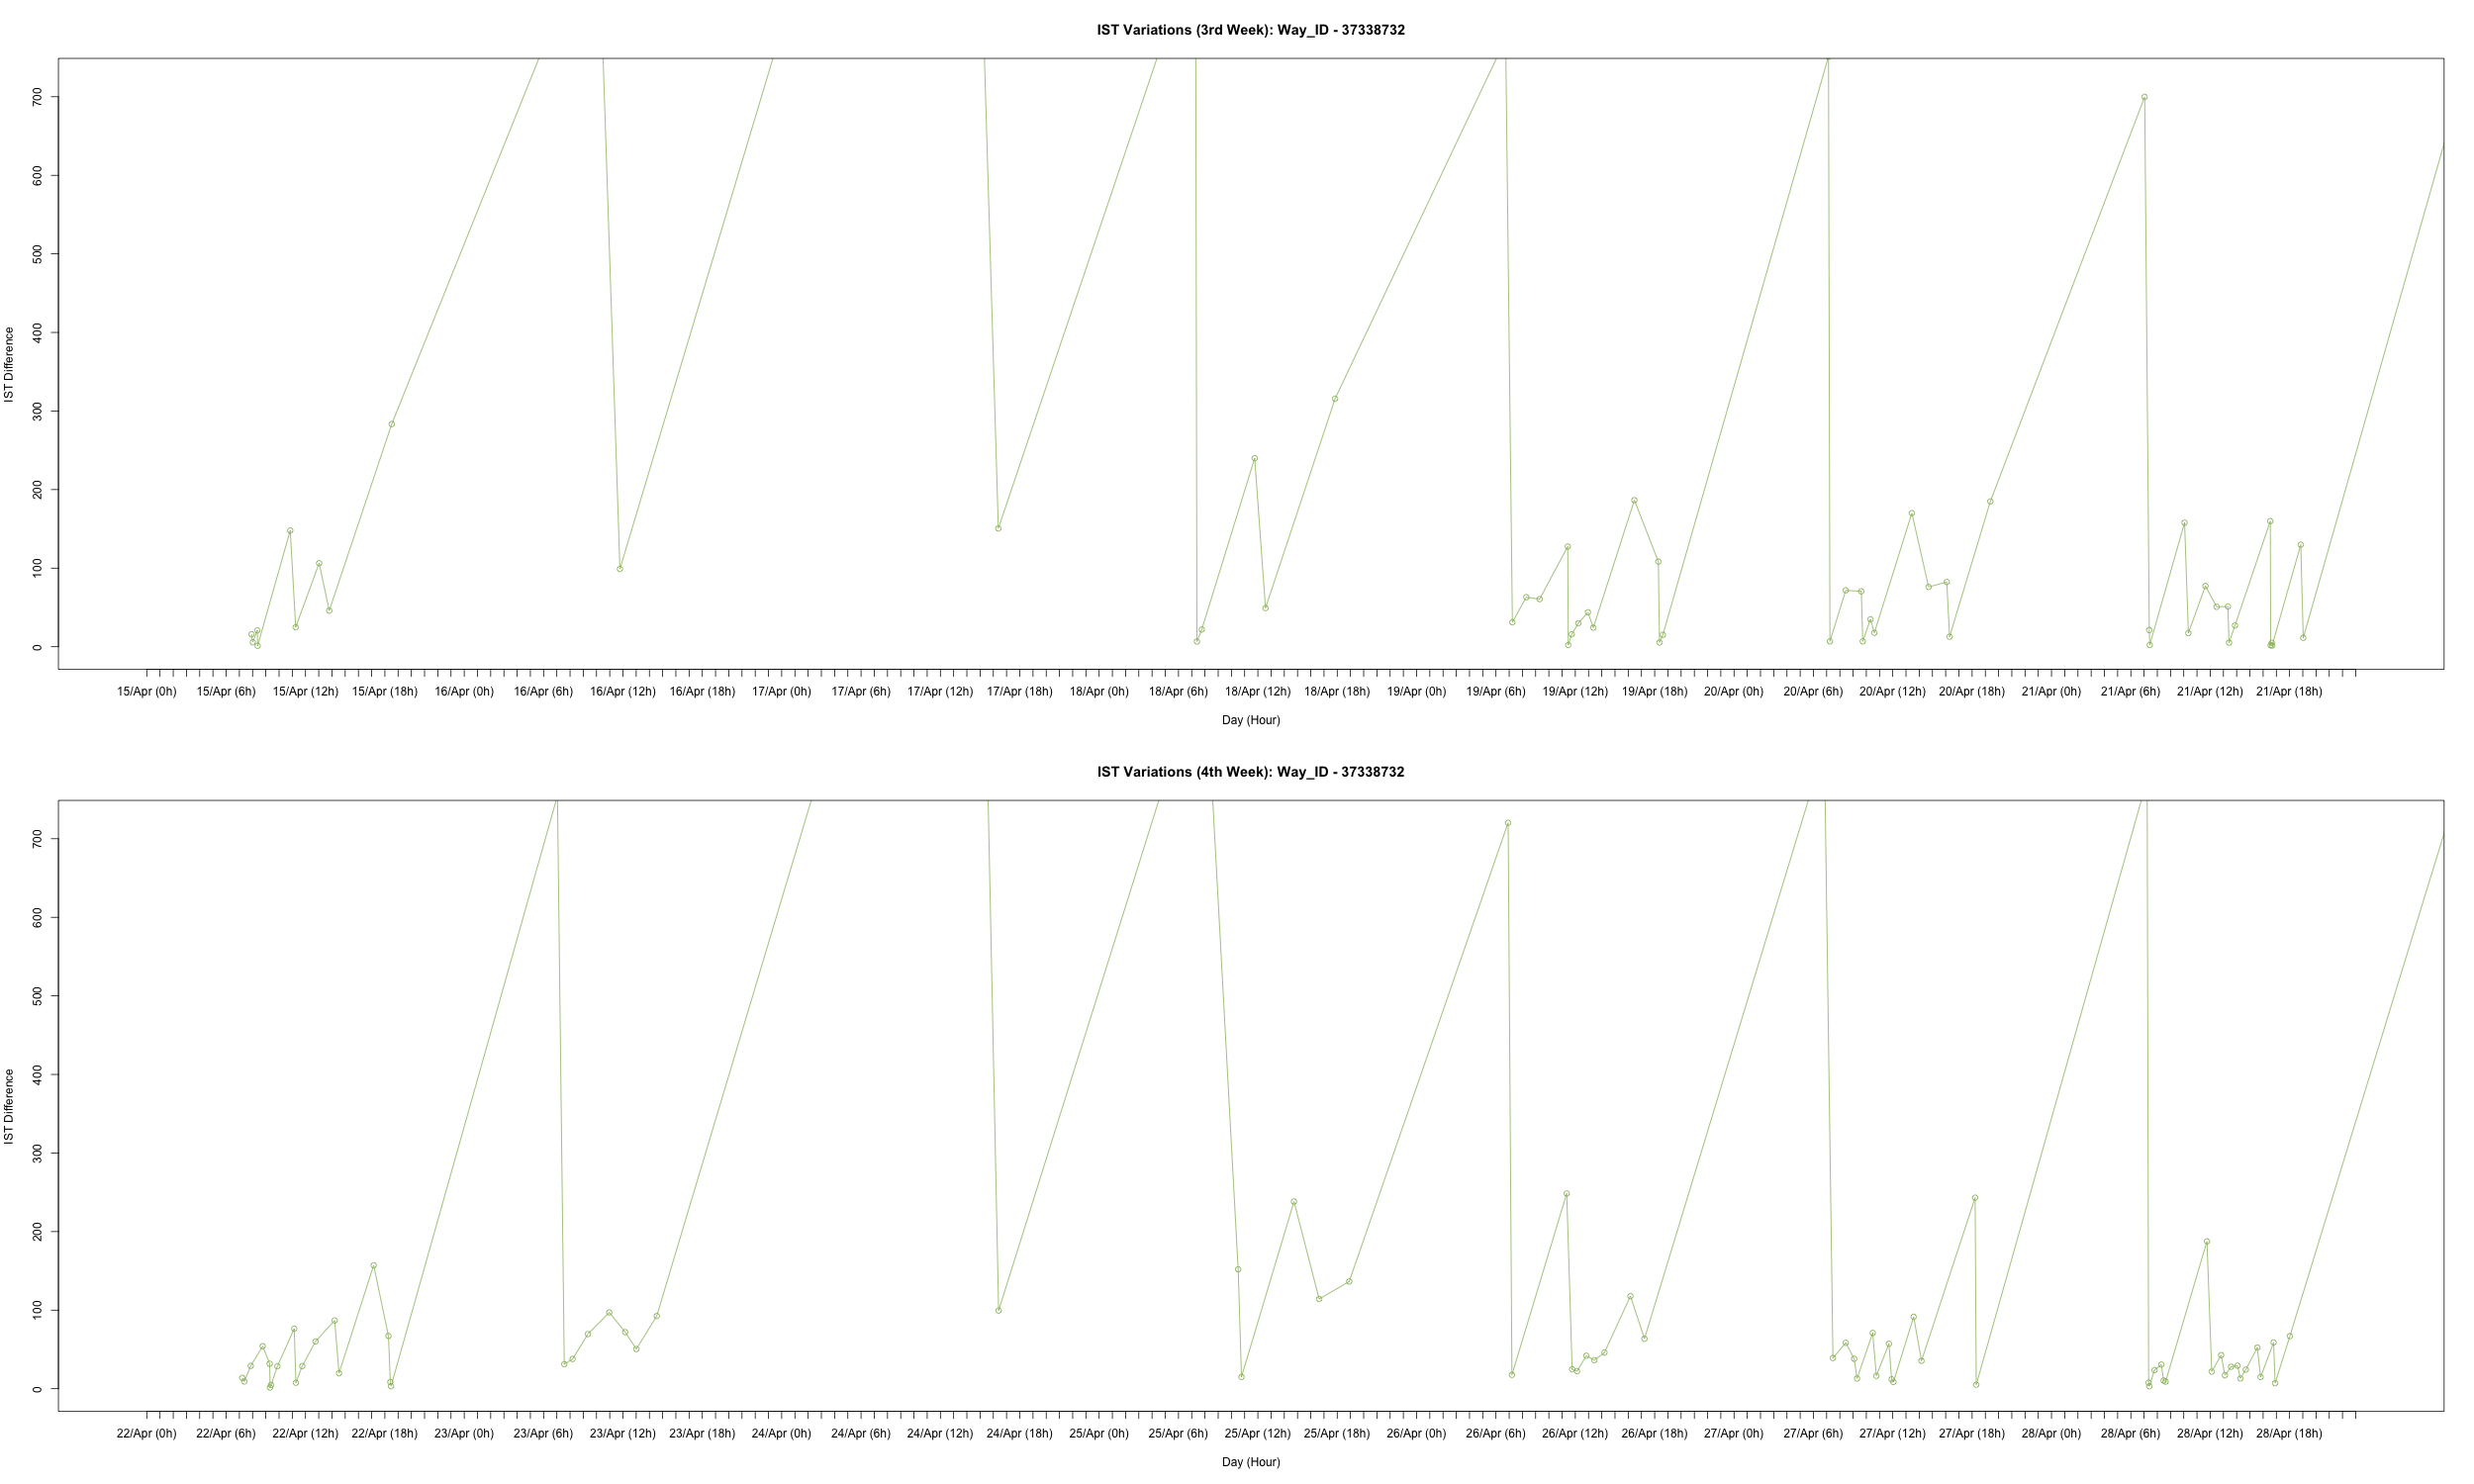 IST Variations (3rd Week): Way_ID - 37338732
IST Difference
700
600
500
400
300
200
100
0
15/Apr (0h) 15/Apr (6h) 15/Apr (12h) 15/Apr (18h) 16/Apr (0h) 16/Apr (6h) 16/Apr (12h) 16/Apr (18h) 17/Apr (0h) 17/Apr (6h) 17/Apr (12h) 17/Apr (18h) 18/Apr (0h) 18/Apr (6h) 18/Apr (12h) 18/Apr (18h) 19/Apr (0h) 19/Apr (6h) 19/Apr (12h) 19/Apr (18h) 20/Apr (0h) 20/Apr (6h) 20/Apr (12h) 20/Apr (18h) 21/Apr (0h) 21/Apr (6h) 21/Apr (12h) 21/Apr (18h)
Day (Hour)
IST Variations (4th Week): Way_ID - 37338732
IST Difference
700
600
500
400
300
200
100
0
22/Apr (0h) 22/Apr (6h) 22/Apr (12h) 22/Apr (18h) 23/Apr (0h) 23/Apr (6h) 23/Apr (12h) 23/Apr (18h) 24/Apr (0h) 24/Apr (6h) 24/Apr (12h) 24/Apr (18h) 25/Apr (0h) 25/Apr (6h) 25/Apr (12h) 25/Apr (18h) 26/Apr (0h) 26/Apr (6h) 26/Apr (12h) 26/Apr (18h) 27/Apr (0h) 27/Apr (6h) 27/Apr (12h) 27/Apr (18h) 28/Apr (0h) 28/Apr (6h) 28/Apr (12h) 28/Apr (18h)
Day (Hour)